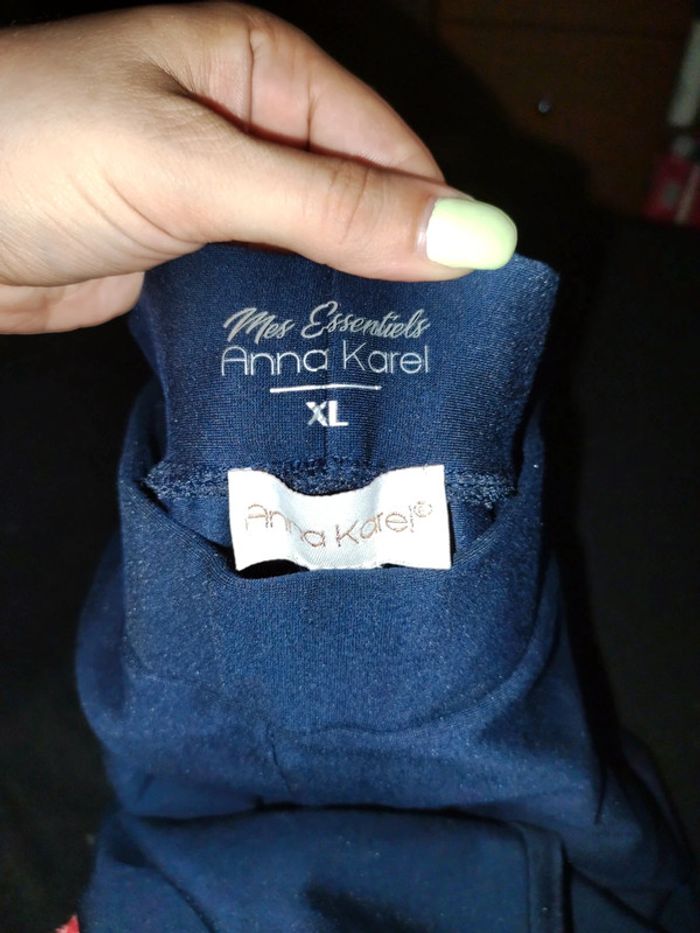 Mes Essentiels
Anna Karel
XL
Anna Karel©